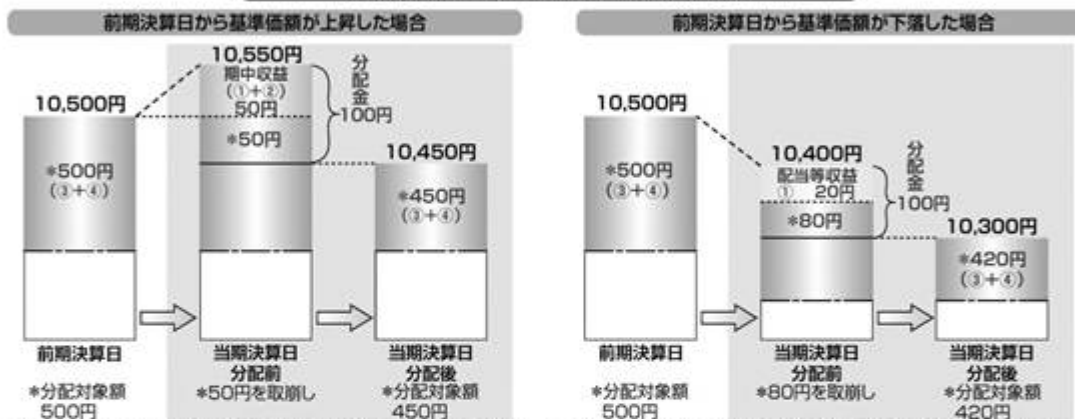 前期決算日から基準価額が上昇した場合
10,500円
*500円
(③+④)
前期決算日
*分配対象額
500円
10,550円
期中収益
(①+②)
50円
*50円
分配金
100円
当期決算日
分配前
*50円を取崩し
10,450円
*450円
(③+④)
当期決算日
分配後
*分配対象額
450円
前期決算日から基準価額が下落した場合
10,500円
*500円
(③+④)
前期決算日
*分配対象額
500円
10,400円
配当等収益
① 20円
*80円
分配金
100円
当期決算日
分配前
*80円を取崩し
10,300円
*420円
(③+④)
当期決算日
分配後
*分配対象額
420円